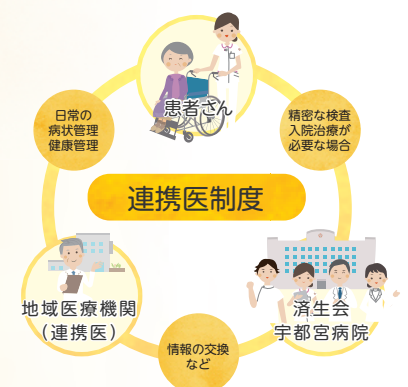 患者さん
日常の
病状管理
健康管理
精密な検査
入院治療が
必要な場合
連携医制度
地域医療機関
（連携医）
済生会
宇都宮病院
情報の交換
など